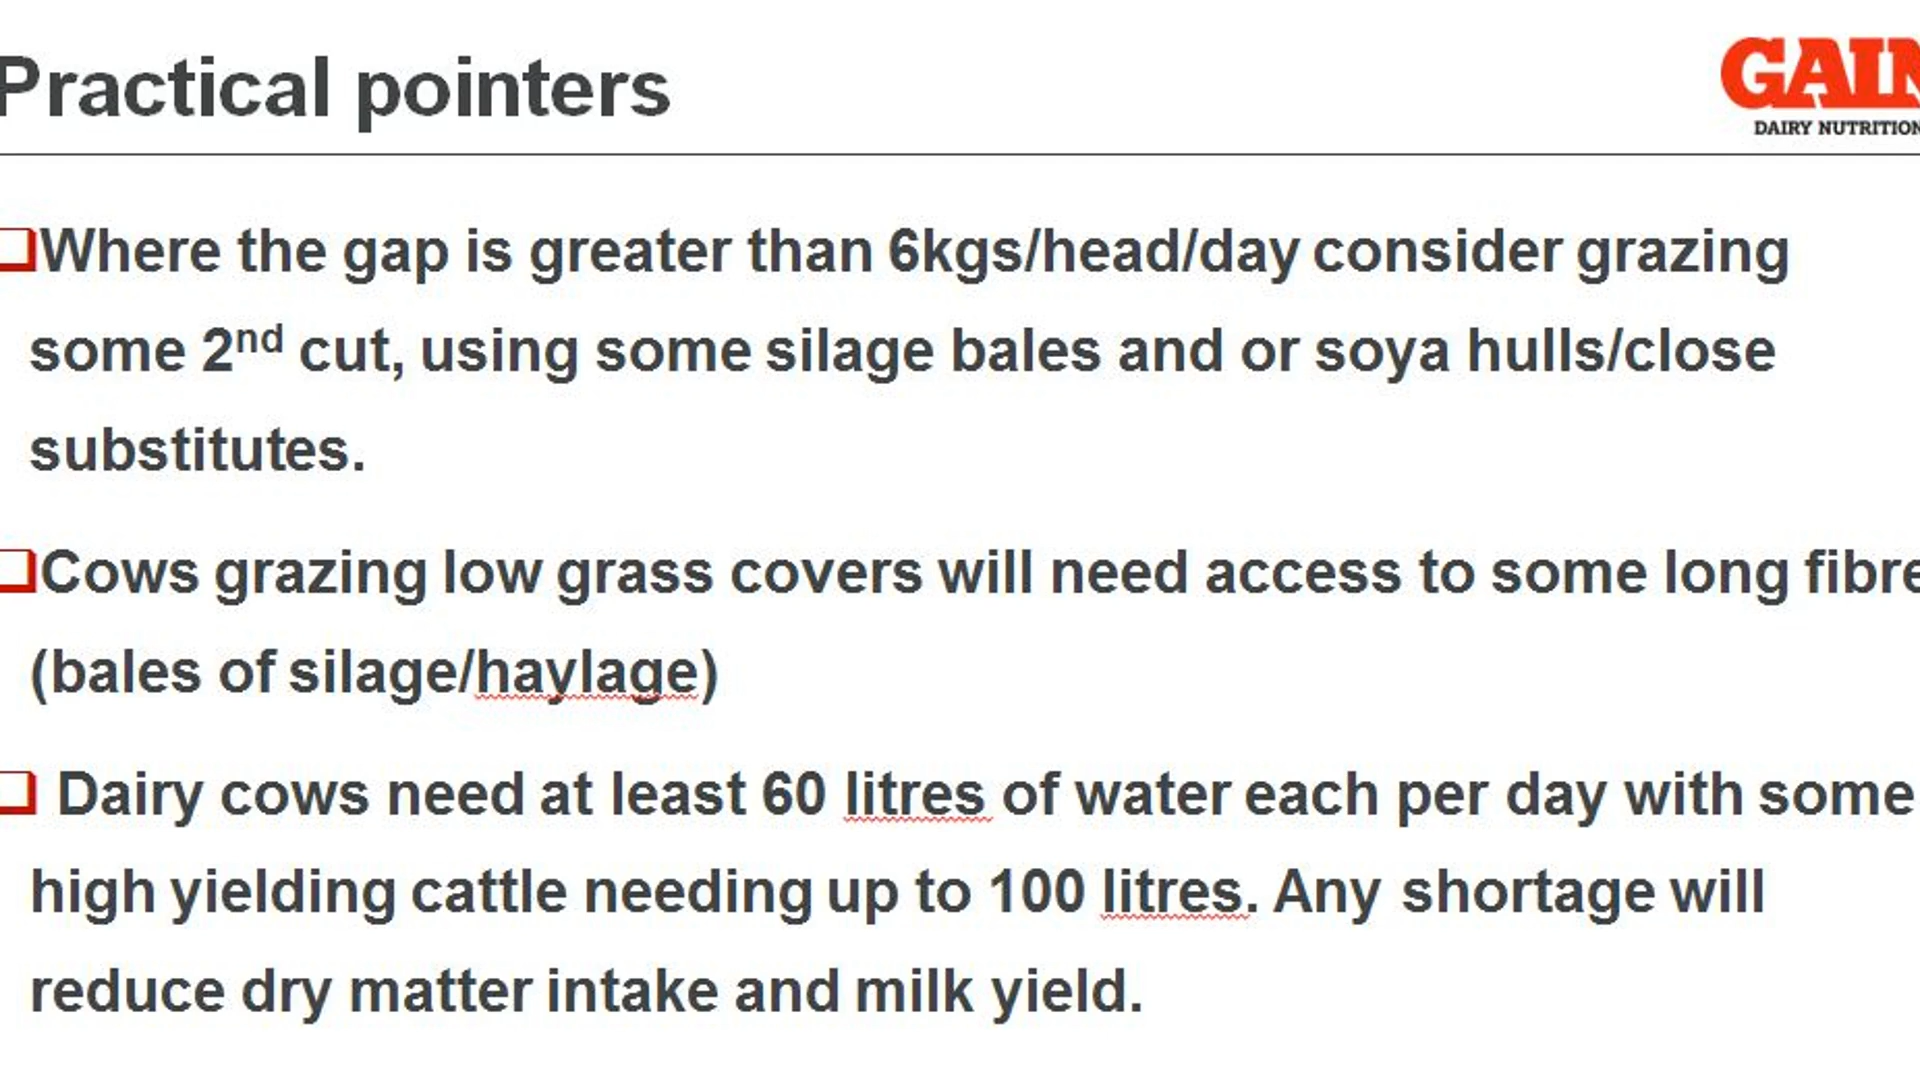 Practical pointers
GAIN
DAIRY NUTRITION
Where the gap is greater than 6kgs/head/day consider grazing
some 2nd cut, using some silage bales and or soya hulls/close
substitutes.
Cows grazing low grass covers will need access to some long fibre
(bales of silage/haylage)
Dairy cows need at least 60 litres of water each per day with some
high yielding cattle needing up to 100 litres. Any shortage will
reduce dry matter intake and milk yield.